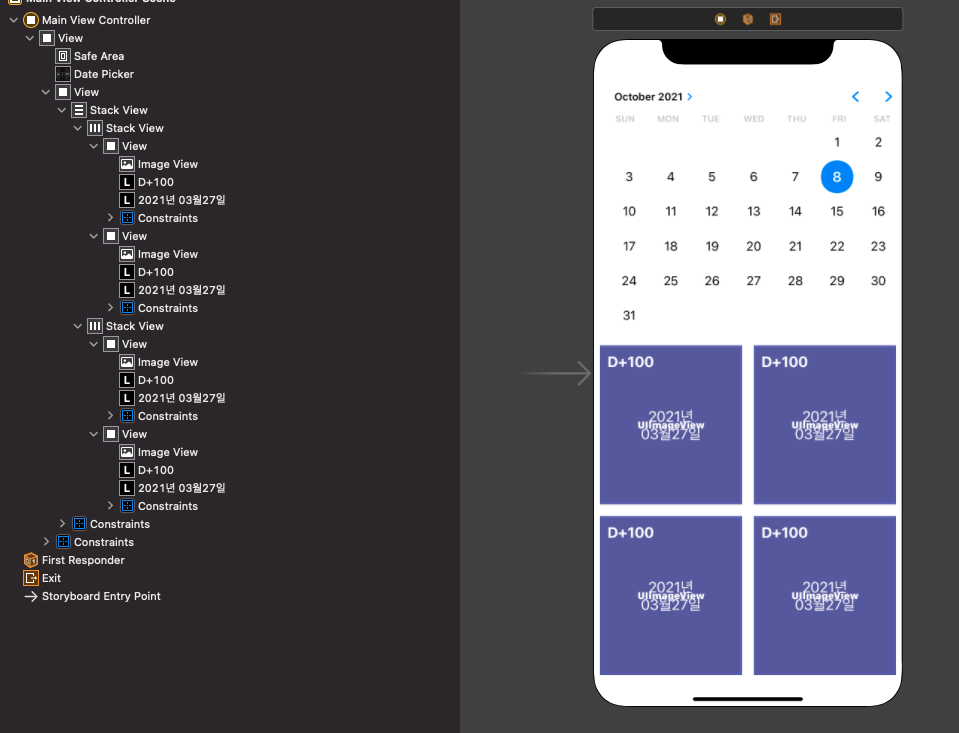 Main View Controller Scene
Main View Controller
View
Safe Area
Date Picker
View
Stack View
Stack View
View
Image View
L D+100
L 2021년 03월27일
Constraints
View
Image View
L D+100
L 2021년 03월27일
Constraints
Stack View
View
Image View
L D+100
L 2021년 03월27일
Constraints
View
Image View
L D+100
L 2021년 03월27일
Constraints
Constraints
Constraints
First Responder
Exit
Storyboard Entry Point
October 2021
SUN MON TUE WED THU FRI SAT
1 2
3 4 5 6 7 8 9
10 11 12 13 14 15 16
17 18 19 20 21 22 23
24 25 26 27 28 29 30
31
D+100
2021년
UIImageView
03월27일
D+100
2021년
UIImageView
03월27일
D+100
2021년
UIImageView
03월27일
D+100
2021년
UIImageView
03월27일